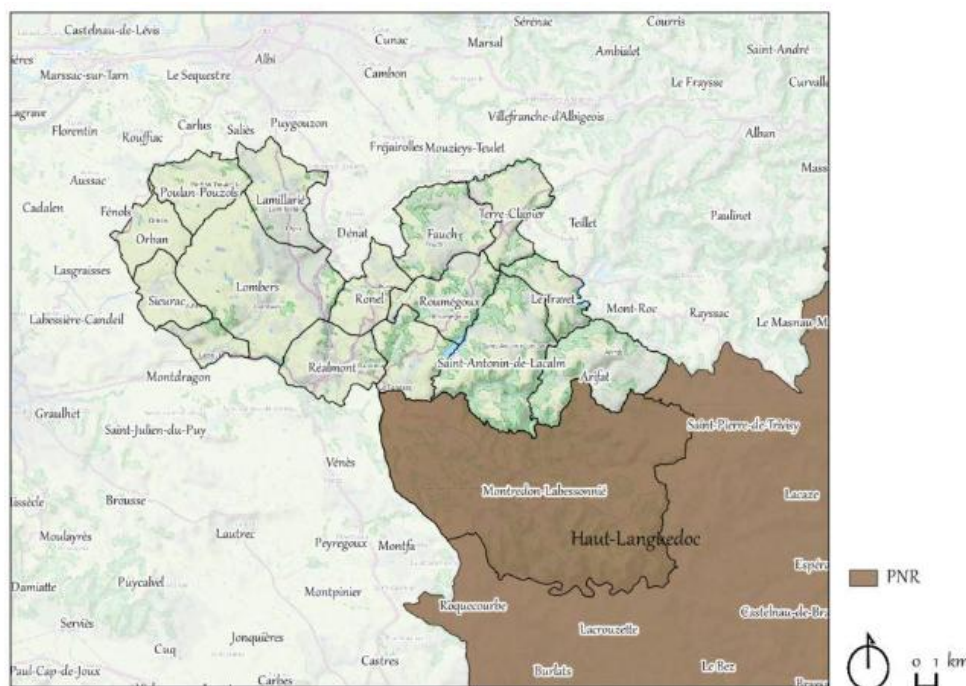 Castelnau-de-Lévis
Sérénac
Courris
Cunac
Marsal
Ambialet
Saint-André
Albi
Marssac-sur-Tarn
Le Sequestre
Cambon
Le Fraysse
Curvalle
Villefranche-d'Albigeois
Florentin
Rouffiac
Carlus
Saliès
Puygouzon
Alban
Fréjairolles
Mouzieys-Teulet
Aussac
Poulan-Pouzols
Lamillarié
Cadalen
Fénols
Terre-Clapier
Teillet
Paulinet
Orban
Dénat
Fauch
Lasgraisses
Sieurac
Lombers
Ronel
Roumégoux
Le Travet
Mont-Roc
Rayssac
Labessière-Candeil
Le Masnau-M
Réalmont
Saint-Antonin-de-Lacalm
Arifat
Montdragon
Graulhet
Saint-Julien-du-Puy
Saint-Pierre-de-Trivisy
Vénès
Montredon-Labessonnié
Lacaze
Brousse
Moulayrès
Lautrec
Peyregoux
Montfa
Haut-Languedoc
Damiatte
Puycalvel
Montpinier
Roquecourbe
PNR
Castelnau-de-Br
Serviès
Jonquières
Lacrouzette
Cuq
Castres
Paul-Cap-de-Joux
Carbes
Burlats
Le Bez
0 1 km